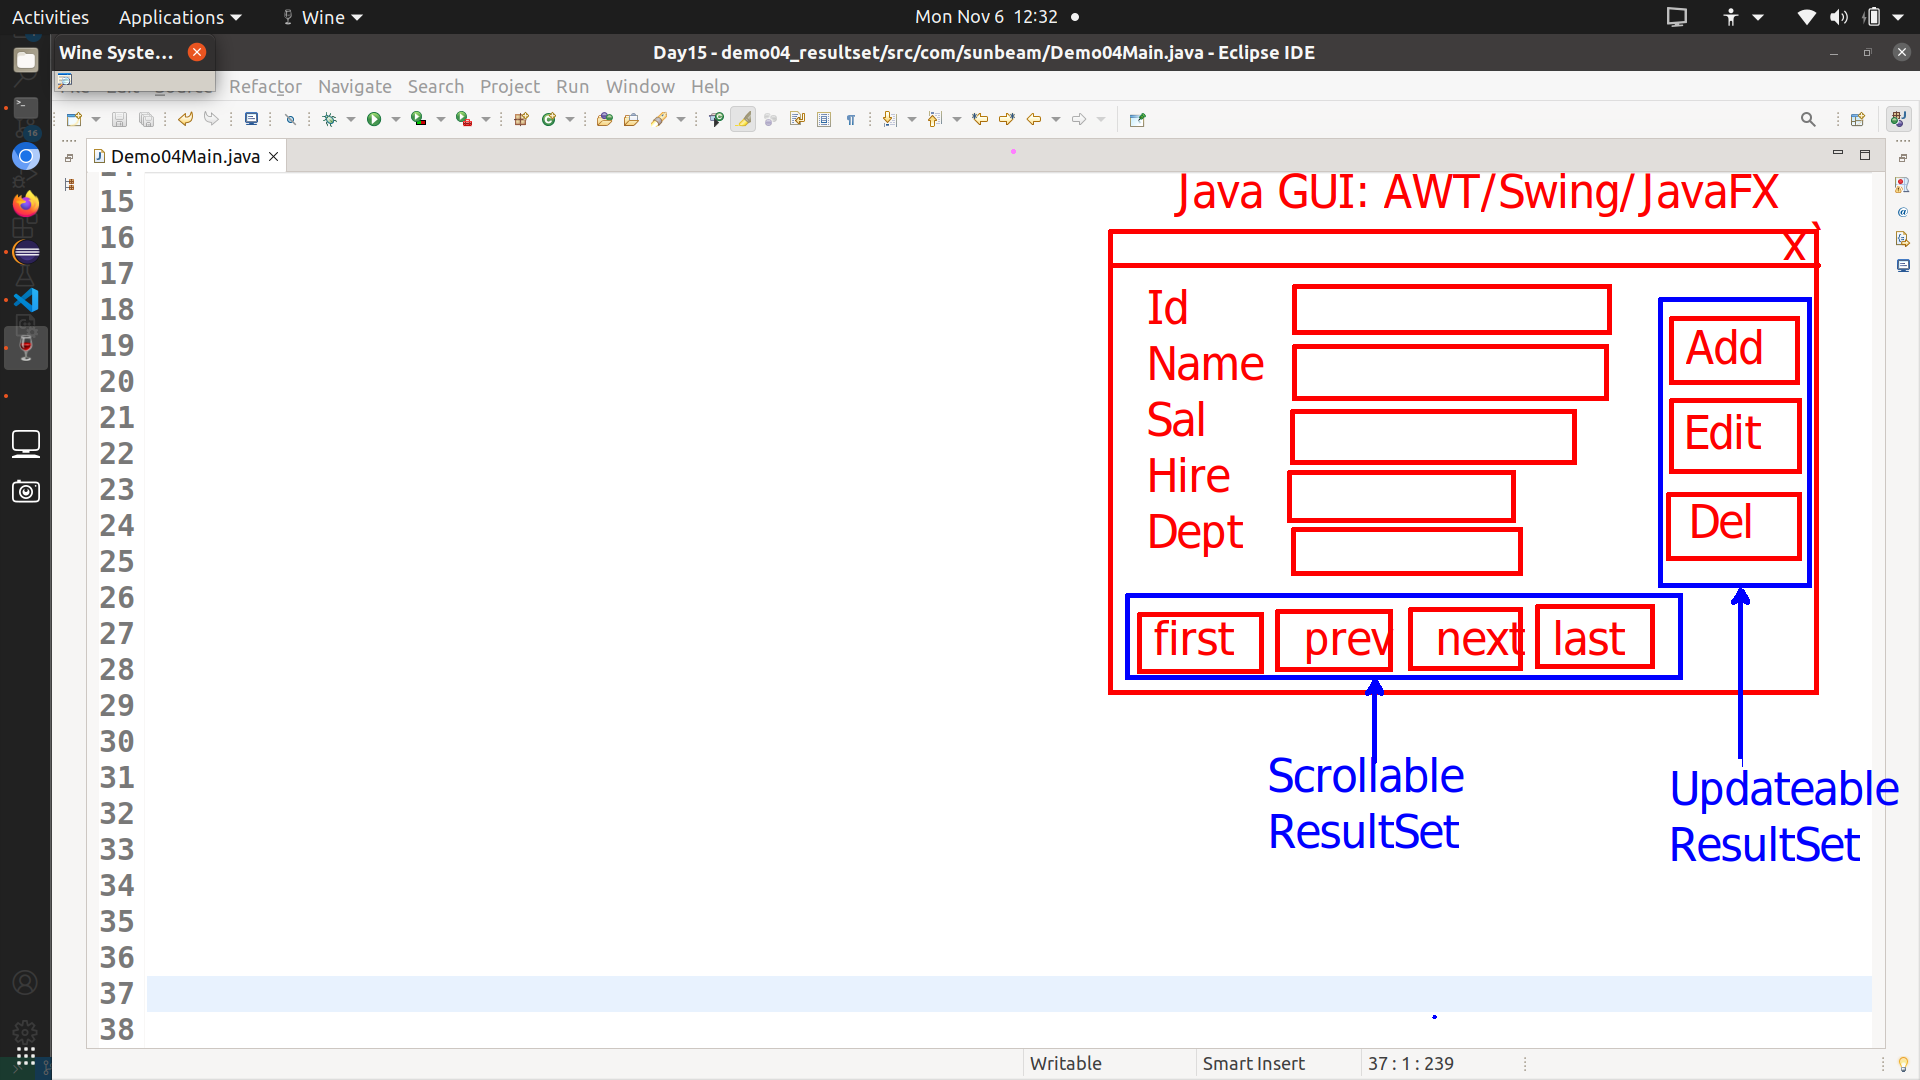 Activities Applications Wine Mon Nov 6 12:32
Wine Syste... Day15 - demo04_resultset/src/com/sunbeam/Demo04Main.java - Eclipse IDE
Refactor Navigate Search Project Run Window Help
Demo04Main.java
Java GUI: AWT/Swing/JavaFX
15
16 x`
17
18 Id
19 Add
20 Name
21 Sal
22 Edit
23 Hire
24 Del
25 Dept
26
27 first prev next last
28
29
30
31 Scrollable Updateable
32
33 ResultSet ResultSet
34
35
36
37
38
Writable Smart Insert 37 : 1 : 239